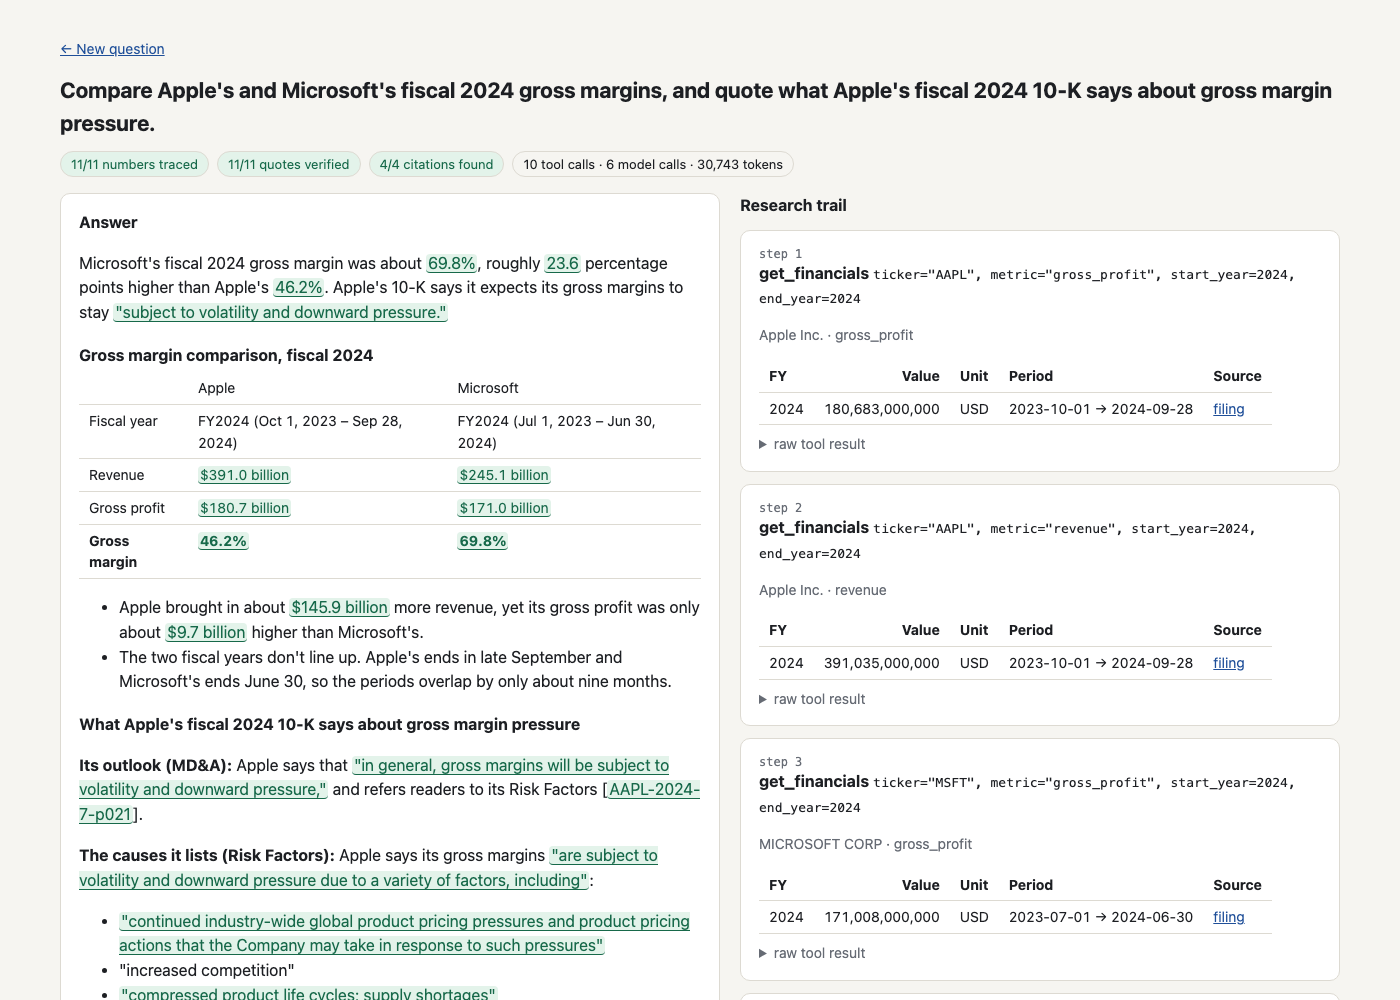 ← New question
Compare Apple's and Microsoft's fiscal 2024 gross margins, and quote what Apple's fiscal 2024 10-K says about gross margin
pressure.
11/11 numbers traced 11/11 quotes verified 4/4 citations found 10 tool calls · 6 model calls · 30,743 tokens
Answer
Microsoft's fiscal 2024 gross margin was about 69.8%, roughly 23.6 percentage
points higher than Apple's 46.2%. Apple's 10-K says it expects its gross margins to
stay "subject to volatility and downward pressure."
Gross margin comparison, fiscal 2024
Apple Microsoft
Fiscal year FY2024 (Oct 1, 2023 – Sep 28, FY2024 (Jul 1, 2023 – Jun 30,
2024) 2024)
Revenue $391.0 billion $245.1 billion
Gross profit $180.7 billion $171.0 billion
Gross 46.2% 69.8%
margin
• Apple brought in about $145.9 billion more revenue, yet its gross profit was only
about $9.7 billion higher than Microsoft's.
• The two fiscal years don't line up. Apple's ends in late September and
Microsoft's ends June 30, so the periods overlap by only about nine months.
What Apple's fiscal 2024 10-K says about gross margin pressure
Its outlook (MD&A): Apple says that "in general, gross margins will be subject to
volatility and downward pressure," and refers readers to its Risk Factors [AAPL-2024-
7-p021].
The causes it lists (Risk Factors): Apple says its gross margins "are subject to
volatility and downward pressure due to a variety of factors, including":
• "continued industry-wide global product pricing pressures and product pricing
actions that the Company may take in response to such pressures"
• "increased competition"
• "compressed product life cycles; supply shortages"
Research trail
step 1
get_financials ticker="AAPL", metric="gross_profit", start_year=2024,
end_year=2024
Apple Inc. · gross_profit
FY Value Unit Period Source
2024 180,683,000,000 USD 2023-10-01 → 2024-09-28 filing
▶ raw tool result
step 2
get_financials ticker="AAPL", metric="revenue", start_year=2024,
end_year=2024
Apple Inc. · revenue
FY Value Unit Period Source
2024 391,035,000,000 USD 2023-10-01 → 2024-09-28 filing
▶ raw tool result
step 3
get_financials ticker="MSFT", metric="gross_profit", start_year=2024,
end_year=2024
MICROSOFT CORP · gross_profit
FY Value Unit Period Source
2024 171,008,000,000 USD 2023-07-01 → 2024-06-30 filing
▶ raw tool result